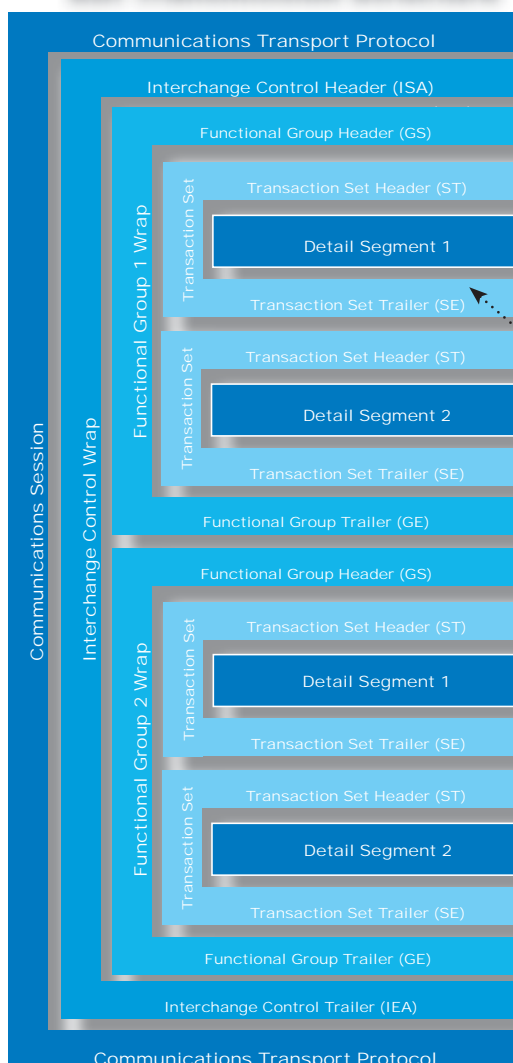 Communications Transport Protocol
Interchange Control Header (ISA)
Functional Group Header (GS)
Transaction Set Header (ST)
Transaction Set
Detail Segment 1
Transaction Set Trailer (SE)
Functional Group 1 Wrap
Transaction Set Header (ST)
Transaction Set
Detail Segment 2
Transaction Set Trailer (SE)
Functional Group Trailer (GE)
Communications Session
Interchange Control Wrap
Functional Group Header (GS)
Transaction Set Header (ST)
Transaction Set
Detail Segment 1
Transaction Set Trailer (SE)
Functional Group 2 Wrap
Transaction Set Header (ST)
Transaction Set
Detail Segment 2
Transaction Set Trailer (SE)
Functional Group Trailer (GE)
Interchange Control Trailer (IEA)
Communications Transport Protocol